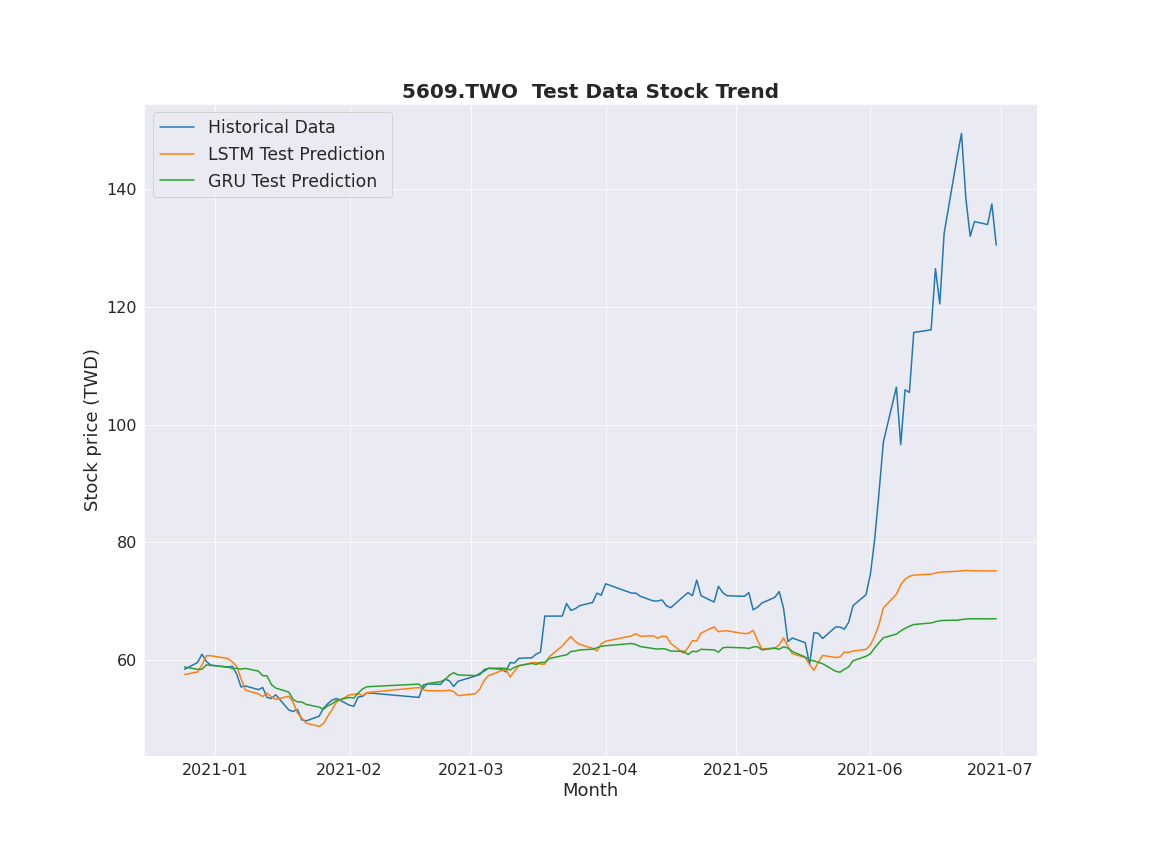 5609.TWO  Test Data Stock Trend
Historical Data
LSTM Test Prediction
GRU Test Prediction
Stock price (TWD)
140
120
100
80
60
2021-01 2021-02 2021-03 2021-04 2021-05 2021-06 2021-07
Month